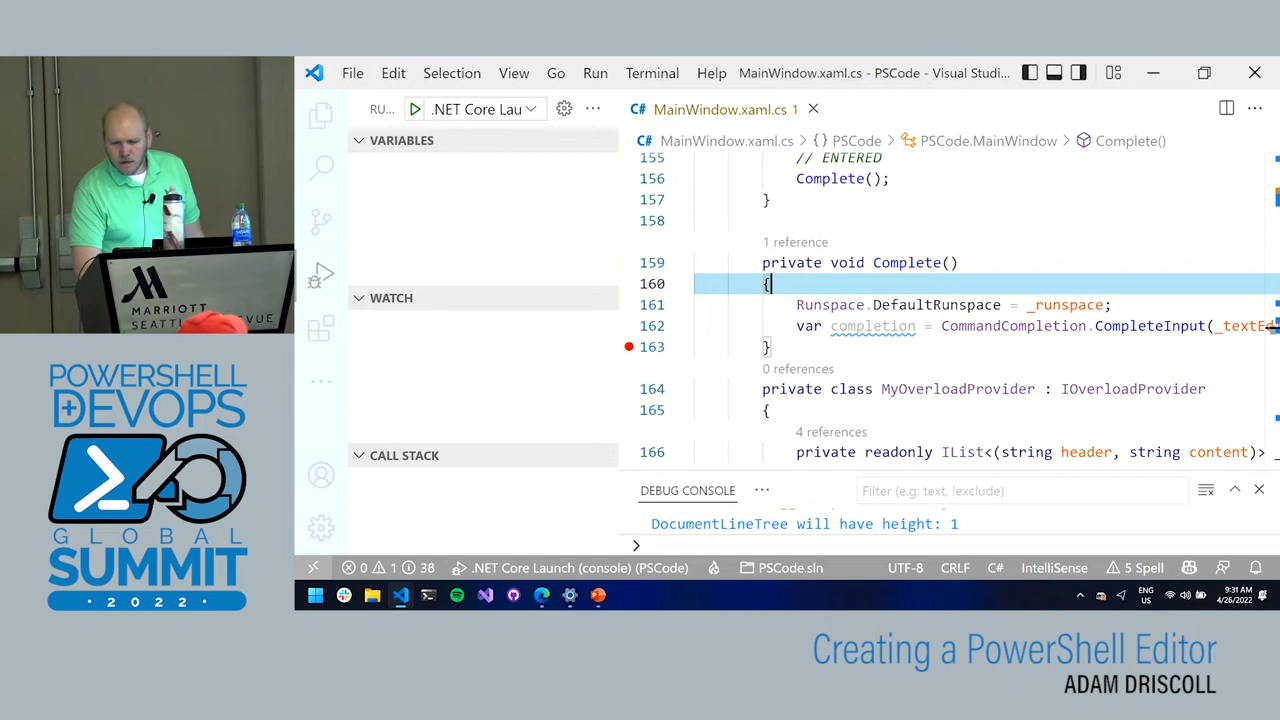 File Edit Selection View Go Run Terminal Help MainWindow.xaml.cs - PSCode - Visual Studi...
RU... .NET Core Lau
C# MainWindow.xaml.cs 1
VARIABLES
C# MainWindow.xaml.cs > {} PSCode > PSCode.MainWindow > Complete()
155 // ENTERED
156 Complete();
157 }
158
1 reference
159 private void Complete()
160 {
161 Runspace.DefaultRunspace = _runspace;
162 var completion = CommandCompletion.CompleteInput(_textEd
163 }
0 references
164 private class MyOverloadProvider : IOverloadProvider
165 {
4 references
166 private readonly IList<(string header, string content)> _
WATCH
CALL STACK
DEBUG CONSOLE ...
Filter (e.g. text, !exclude)
DocumentLineTree will have height: 1
>
0 1 38 .NET Core Launch (console) (PSCode) PSCode.sln UTF-8 CRLF C# IntelliSense 5 Spell
ENG
US
9:31 AM
4/26/2022
MARRIOTT
POWERSHELL
+DEVOPS
GLOBAL
SUMMIT
· 2022 ·
Creating a PowerShell Editor
ADAM DRISCOLL